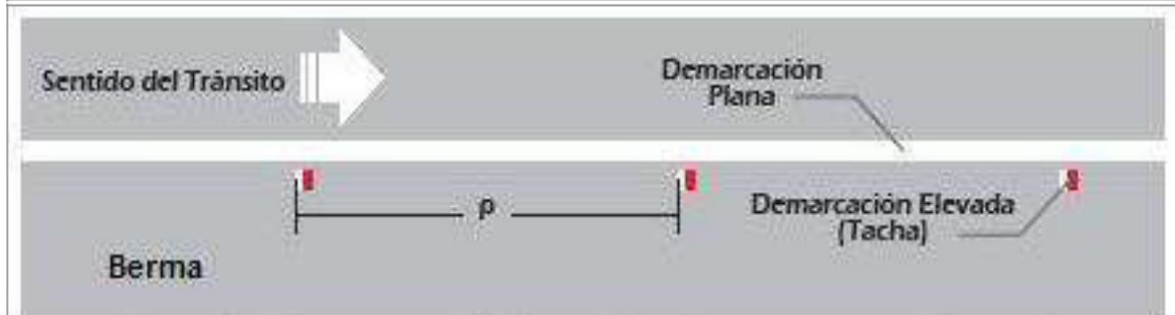 Sentido del Tránsito
Demarcación
Plana
ρ
Demarcación Elevada
(Tacha)
Berma